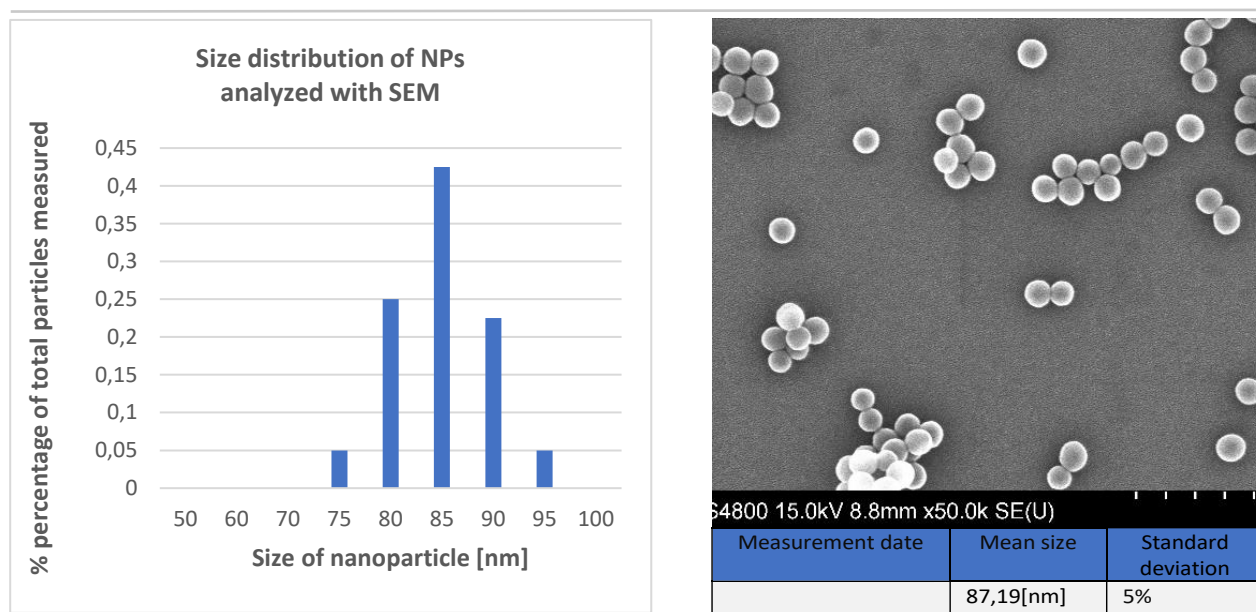 Size distribution of NPs
analyzed with SEM
% percentage of total particles measured
0,45
0,4
0,35
0,3
0,25
0,2
0,15
0,1
0,05
0
50 60 70 75 80 85 90 95 100
Size of nanoparticle [nm]
S4800 15.0kV 8.8mm x50.0k SE(U)
Measurement date Mean size Standard
deviation
87,19[nm] 5%